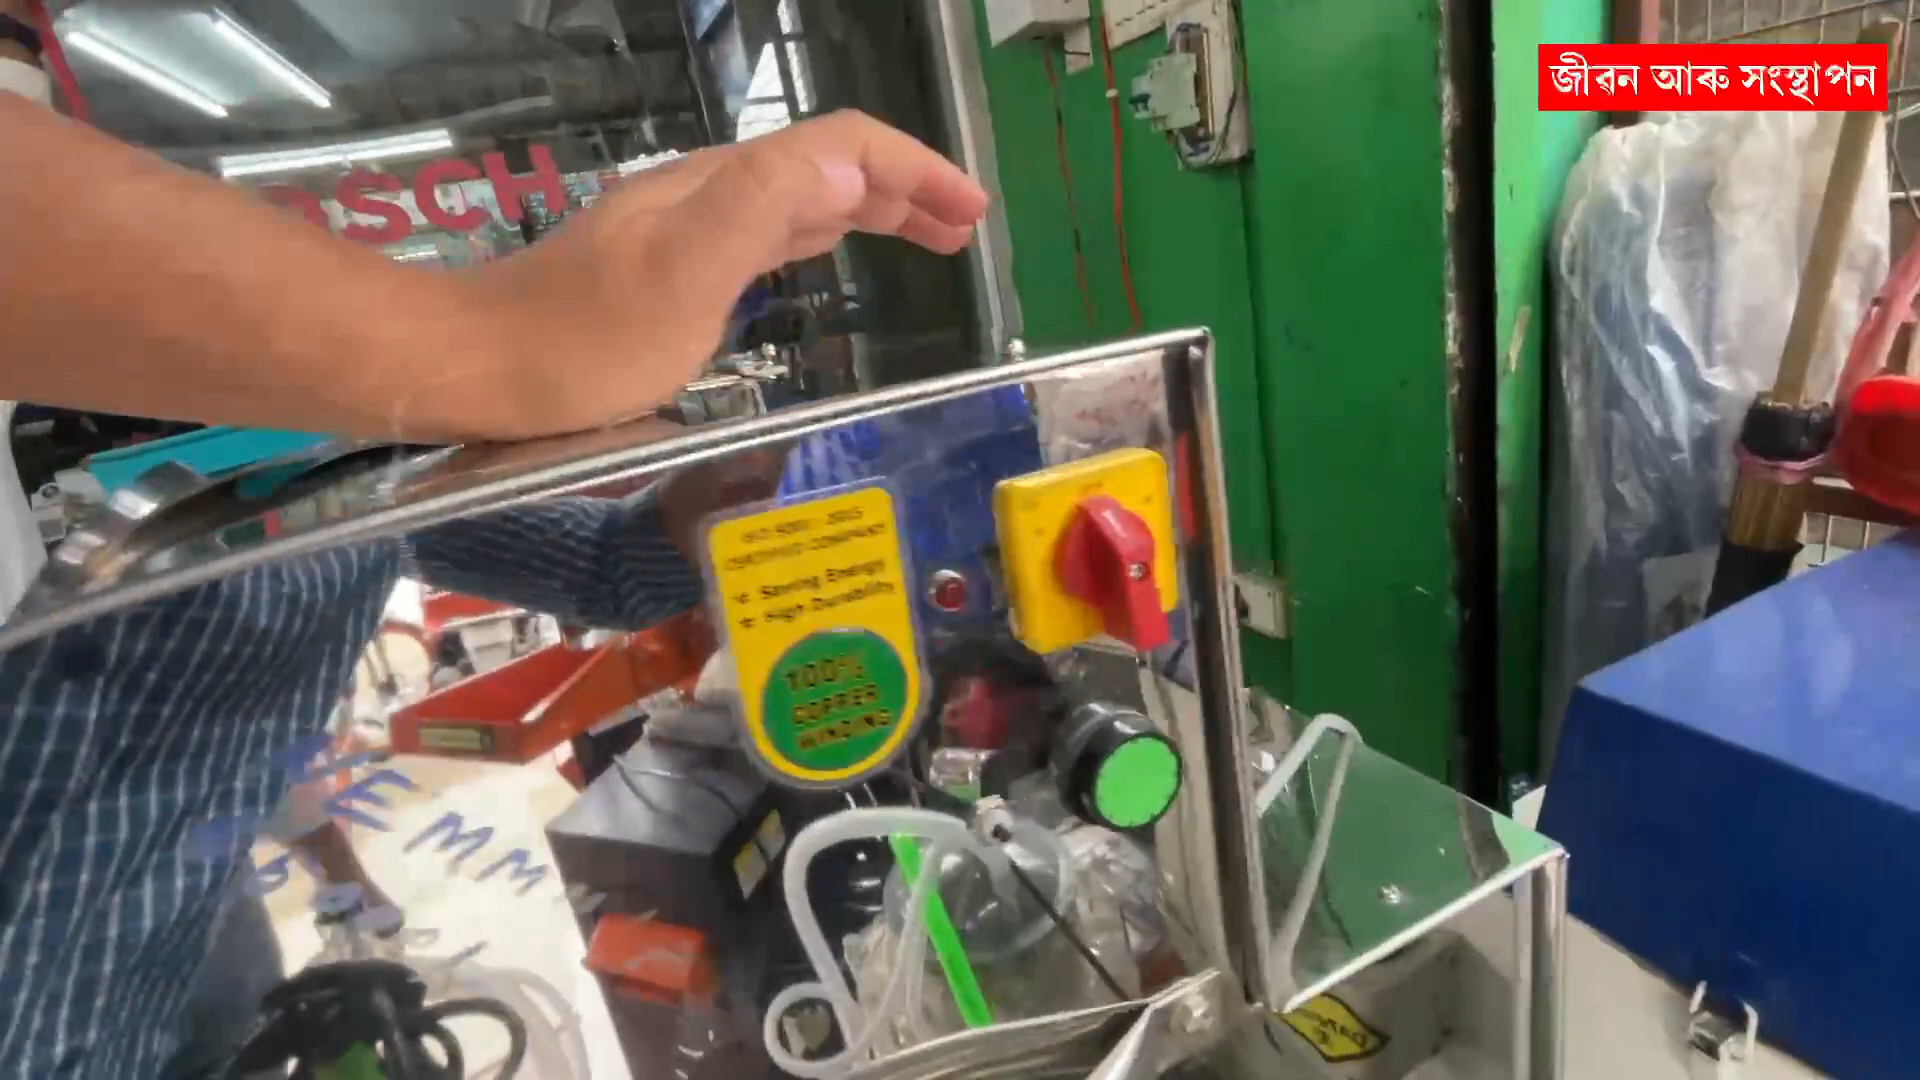 জীৱন আৰু সংস্থাপন
BOSCH
ISO 9001 : 2015
CERTIFIED COMPANY
Saving Energy
High Durability
100%
COPPER
WINDING